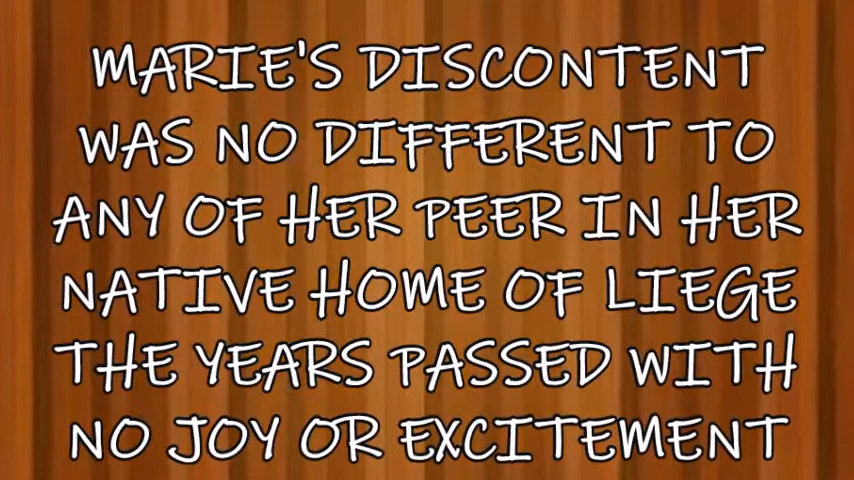 MARIE'S DISCONTENT
WAS NO DIFFERENT TO
ANY OF HER PEER IN HER
NATIVE HOME OF LIEGE
THE YEARS PASSED WITH
NO JOY OR EXCITEMENT